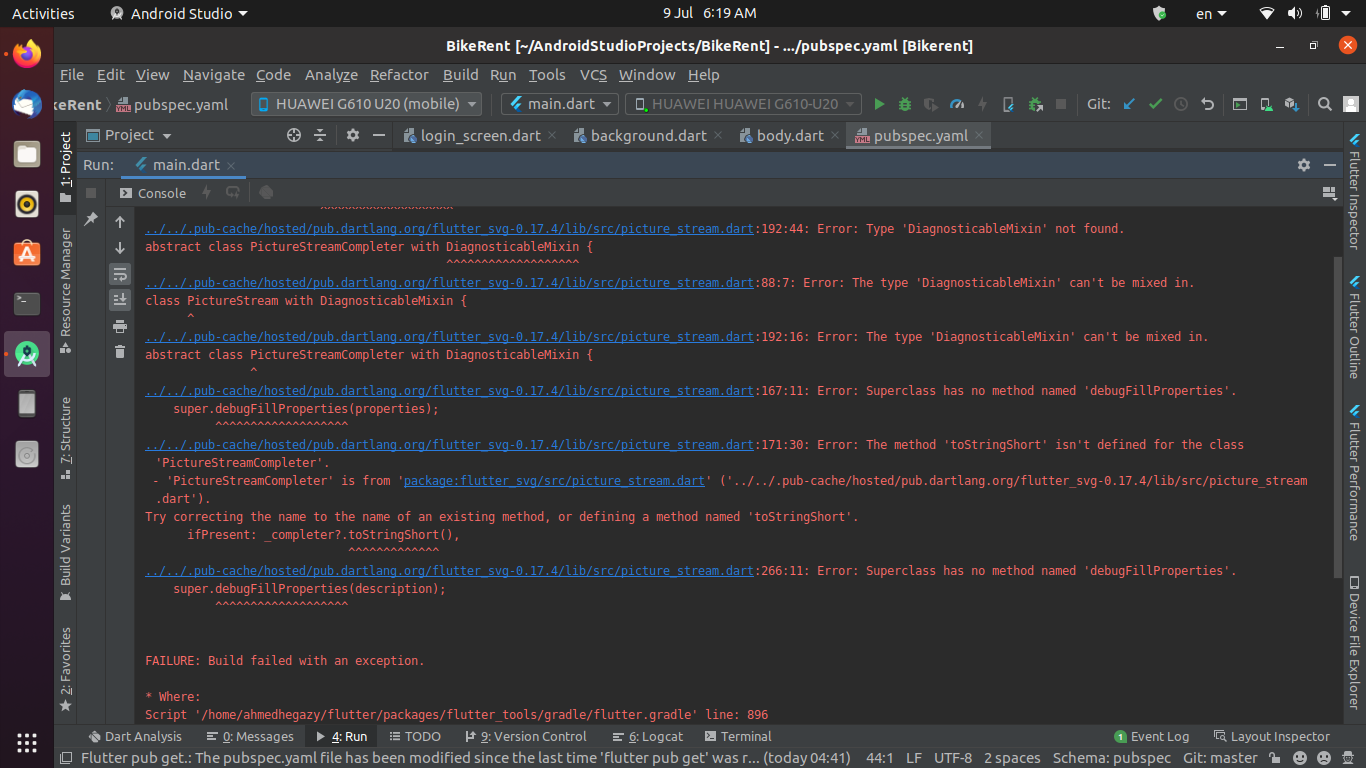 Activities Android Studio 9 Jul 6:19 AM en
BikeRent [~/AndroidStudioProjects/BikeRent] - .../pubspec.yaml [Bikerent]
File Edit View Navigate Code Analyze Refactor Build Run Tools VCS Window Help
keRent pubspec.yaml HUAWEI G610 U20 (mobile) main.dart HUAWEI HUAWEI G610-U20 Git:
Project login_screen.dart background.dart body.dart pubspec.yaml
Run: main.dart
Console
^^^^^^^^^^^^^^^^^^^
../../.pub-cache/hosted/pub.dartlang.org/flutter_svg-0.17.4/lib/src/picture_stream.dart:192:44: Error: Type 'DiagnosticableMixin' not found.
abstract class PictureStreamCompleter with DiagnosticableMixin {
^^^^^^^^^^^^^^^^^^^
../../.pub-cache/hosted/pub.dartlang.org/flutter_svg-0.17.4/lib/src/picture_stream.dart:88:7: Error: The type 'DiagnosticableMixin' can't be mixed in.
class PictureStream with DiagnosticableMixin {
^
../../.pub-cache/hosted/pub.dartlang.org/flutter_svg-0.17.4/lib/src/picture_stream.dart:192:16: Error: The type 'DiagnosticableMixin' can't be mixed in.
abstract class PictureStreamCompleter with DiagnosticableMixin {
^
../../.pub-cache/hosted/pub.dartlang.org/flutter_svg-0.17.4/lib/src/picture_stream.dart:167:11: Error: Superclass has no method named 'debugFillProperties'.
super.debugFillProperties(properties);
^^^^^^^^^^^^^^^^^^^
../../.pub-cache/hosted/pub.dartlang.org/flutter_svg-0.17.4/lib/src/picture_stream.dart:171:30: Error: The method 'toStringShort' isn't defined for the class
'PictureStreamCompleter'.
- 'PictureStreamCompleter' is from 'package:flutter_svg/src/picture_stream.dart' ('../../.pub-cache/hosted/pub.dartlang.org/flutter_svg-0.17.4/lib/src/picture_stream
.dart').
Try correcting the name to the name of an existing method, or defining a method named 'toStringShort'.
ifPresent: _completer?.toStringShort(),
^^^^^^^^^^^^^
../../.pub-cache/hosted/pub.dartlang.org/flutter_svg-0.17.4/lib/src/picture_stream.dart:266:11: Error: Superclass has no method named 'debugFillProperties'.
super.debugFillProperties(description);
^^^^^^^^^^^^^^^^^^^
FAILURE: Build failed with an exception.
* Where:
Script '/home/ahmedhegazy/flutter/packages/flutter_tools/gradle/flutter.gradle' line: 896
1: Project
Resource Manager
7: Structure
Build Variants
2: Favorites
Flutter Inspector
Flutter Outline
Flutter Performance
Device File Explorer
Dart Analysis 0: Messages 4: Run TODO 9: Version Control 6: Logcat Terminal 1 Event Log Layout Inspector
Flutter pub get.: The pubspec.yaml file has been modified since the last time 'flutter pub get' was r... (today 04:41) 44:1 LF UTF-8 2 spaces Schema: pubspec Git: master